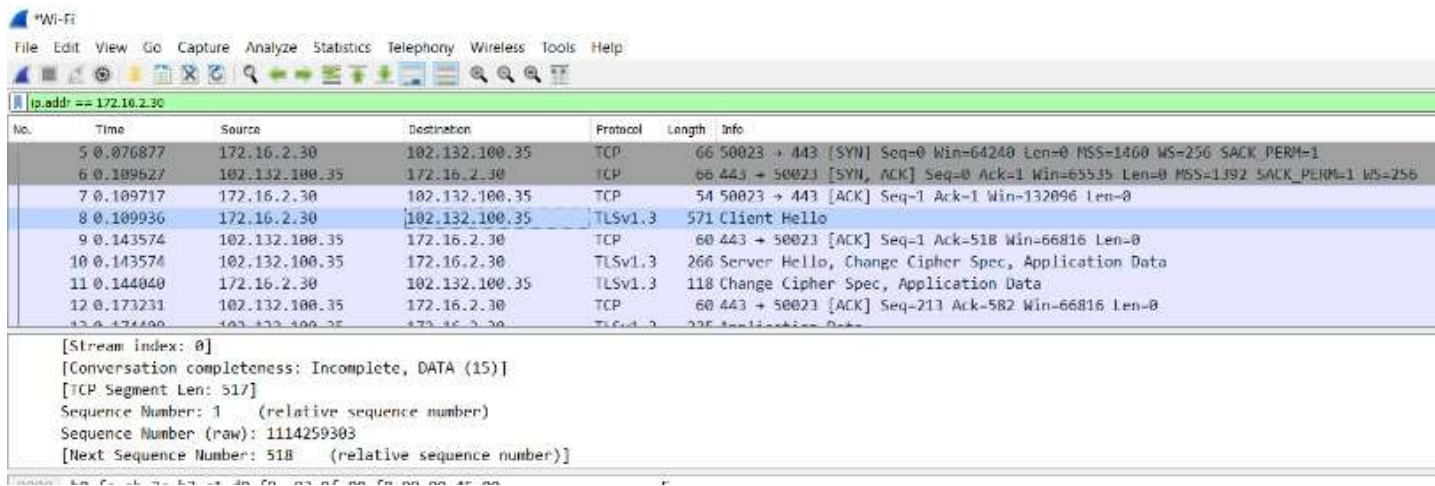 *Wi-Fi
File Edit View Go Capture Analyze Statistics Telephony Wireless Tools Help
ip.addr == 172.16.2.30
No. Time Source Destination Protocol Length Info
5 0.076877 172.16.2.30 102.132.100.35 TCP 66 50023 → 443 [SYN] Seq=0 Win=64240 Len=0 MSS=1460 WS=256 SACK_PERM=1
6 0.109627 102.132.100.35 172.16.2.30 TCP 66 443 → 50023 [SYN, ACK] Seq=0 Ack=1 Win=65535 Len=0 MSS=1392 SACK_PERM=1 WS=256
7 0.109717 172.16.2.30 102.132.100.35 TCP 54 50023 → 443 [ACK] Seq=1 Ack=1 Win=132096 Len=0
8 0.109936 172.16.2.30 102.132.100.35 TLSv1.3 571 Client Hello
9 0.143574 102.132.100.35 172.16.2.30 TCP 60 443 → 50023 [ACK] Seq=1 Ack=518 Win=66816 Len=0
10 0.143574 102.132.100.35 172.16.2.30 TLSv1.3 266 Server Hello, Change Cipher Spec, Application Data
11 0.144040 172.16.2.30 102.132.100.35 TLSv1.3 118 Change Cipher Spec, Application Data
12 0.173231 102.132.100.35 172.16.2.30 TCP 60 443 → 50023 [ACK] Seq=213 Ack=582 Win=66816 Len=0
[Stream index: 0]
[Conversation completeness: Incomplete, DATA (15)]
[TCP Segment Len: 517]
Sequence Number: 1 (relative sequence number)
Sequence Number (raw): 1114259303
[Next Sequence Number: 518 (relative sequence number)]